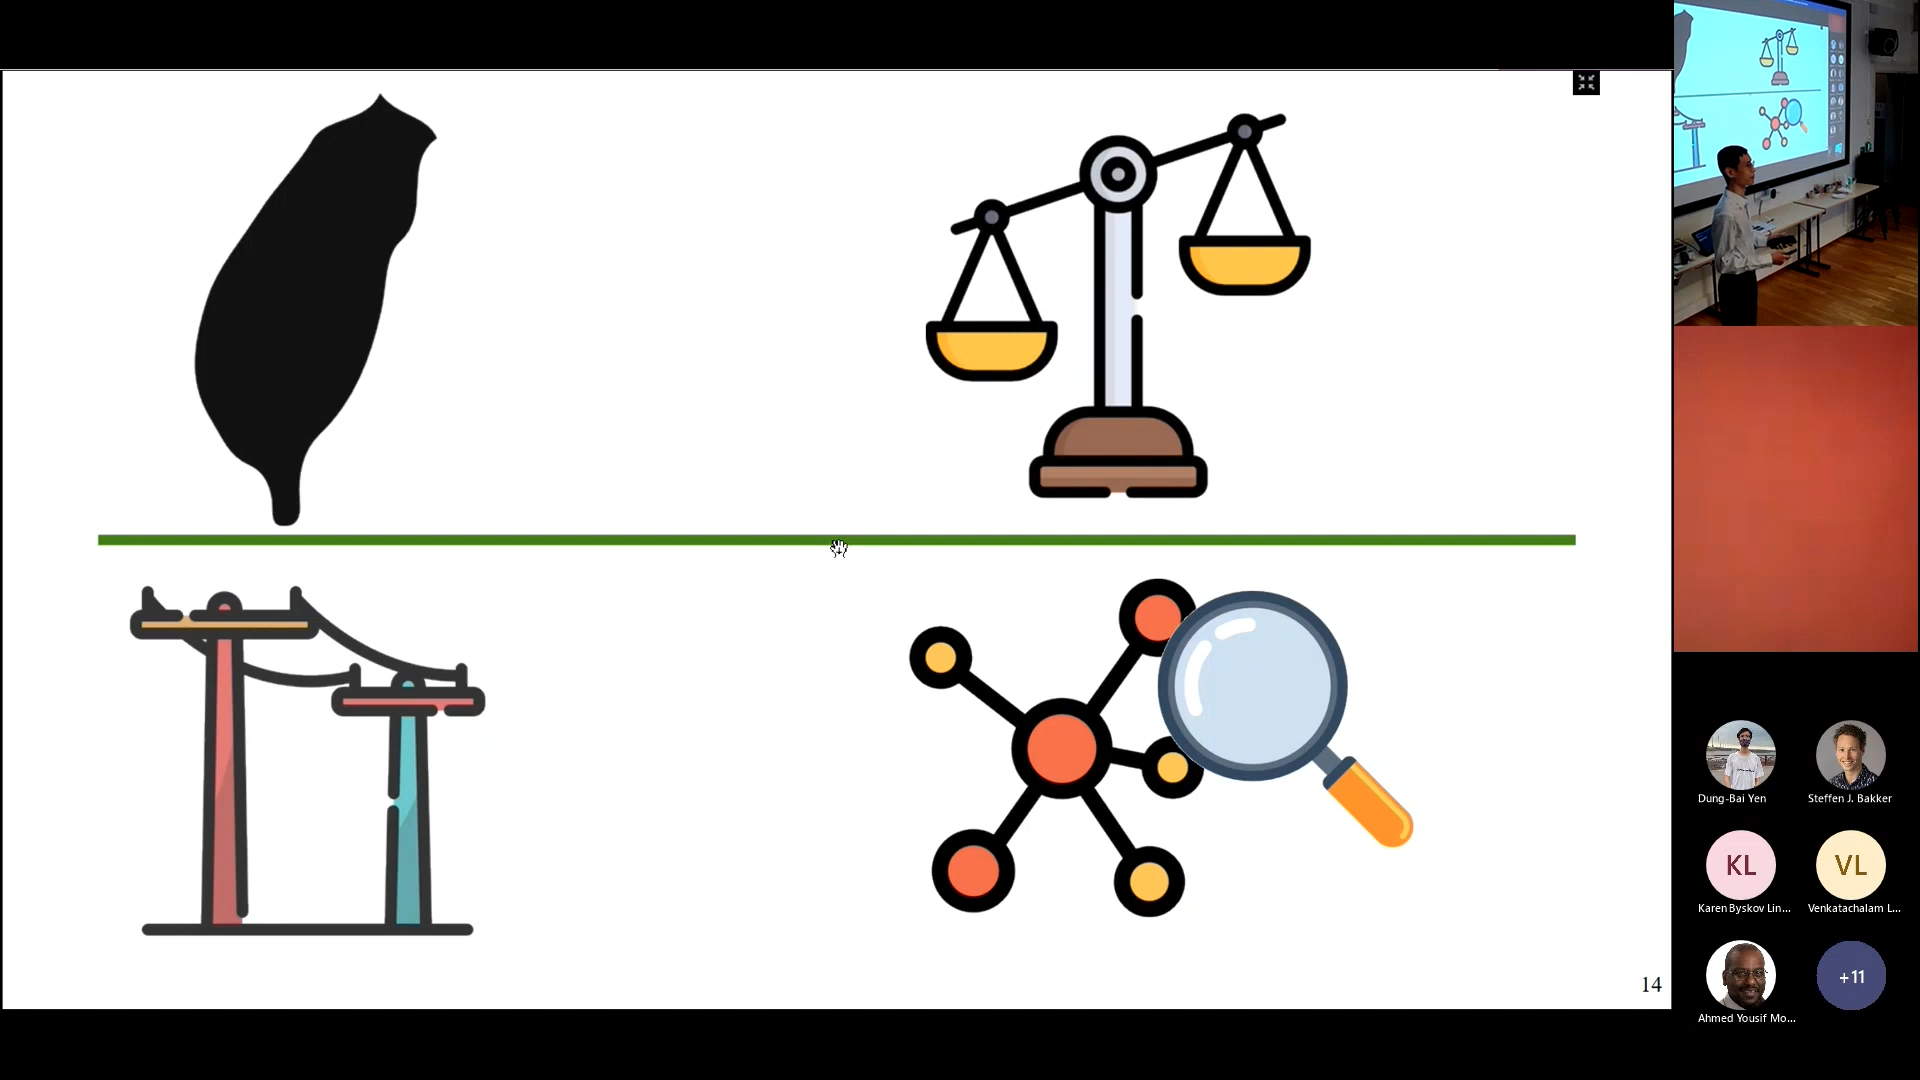 14
Dung-Bai Yen
Steffen J. Bakker
KL
VL
Karen Byskov Lin...
Venkatachalam L...
+11
Ahmed Yousif Mo...